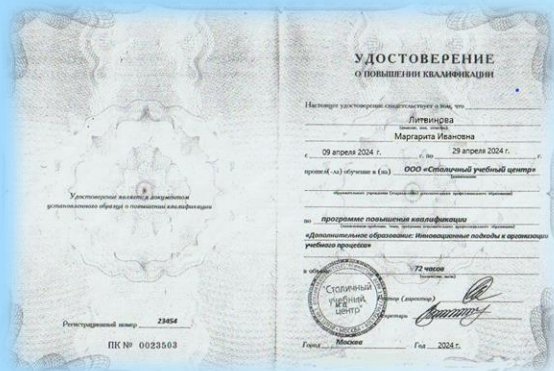 Удостоверение является документом
установленного образца о повышении квалификации
Регистрационный номер 23454
ПК № 0023503
УДОСТОВЕРЕНИЕ
О ПОВЫШЕНИИ КВАЛИФИКАЦИИ
Настоящее удостоверение свидетельствует о том, что
Литвинова
Маргарита Ивановна
с 09 апреля 2024 г. г. по 29 апреля 2024 г. г.
прошел(-ла) обучение в (на) ООО «Столичный учебный центр»
по программе повышения квалификации
«Дополнительное образование: Инновационные подходы к организации
учебного процесса»
в объеме 72 часов
"Столичный
учебный
центр"
(директор)
Секретарь
Город Москва Год 2024 г.